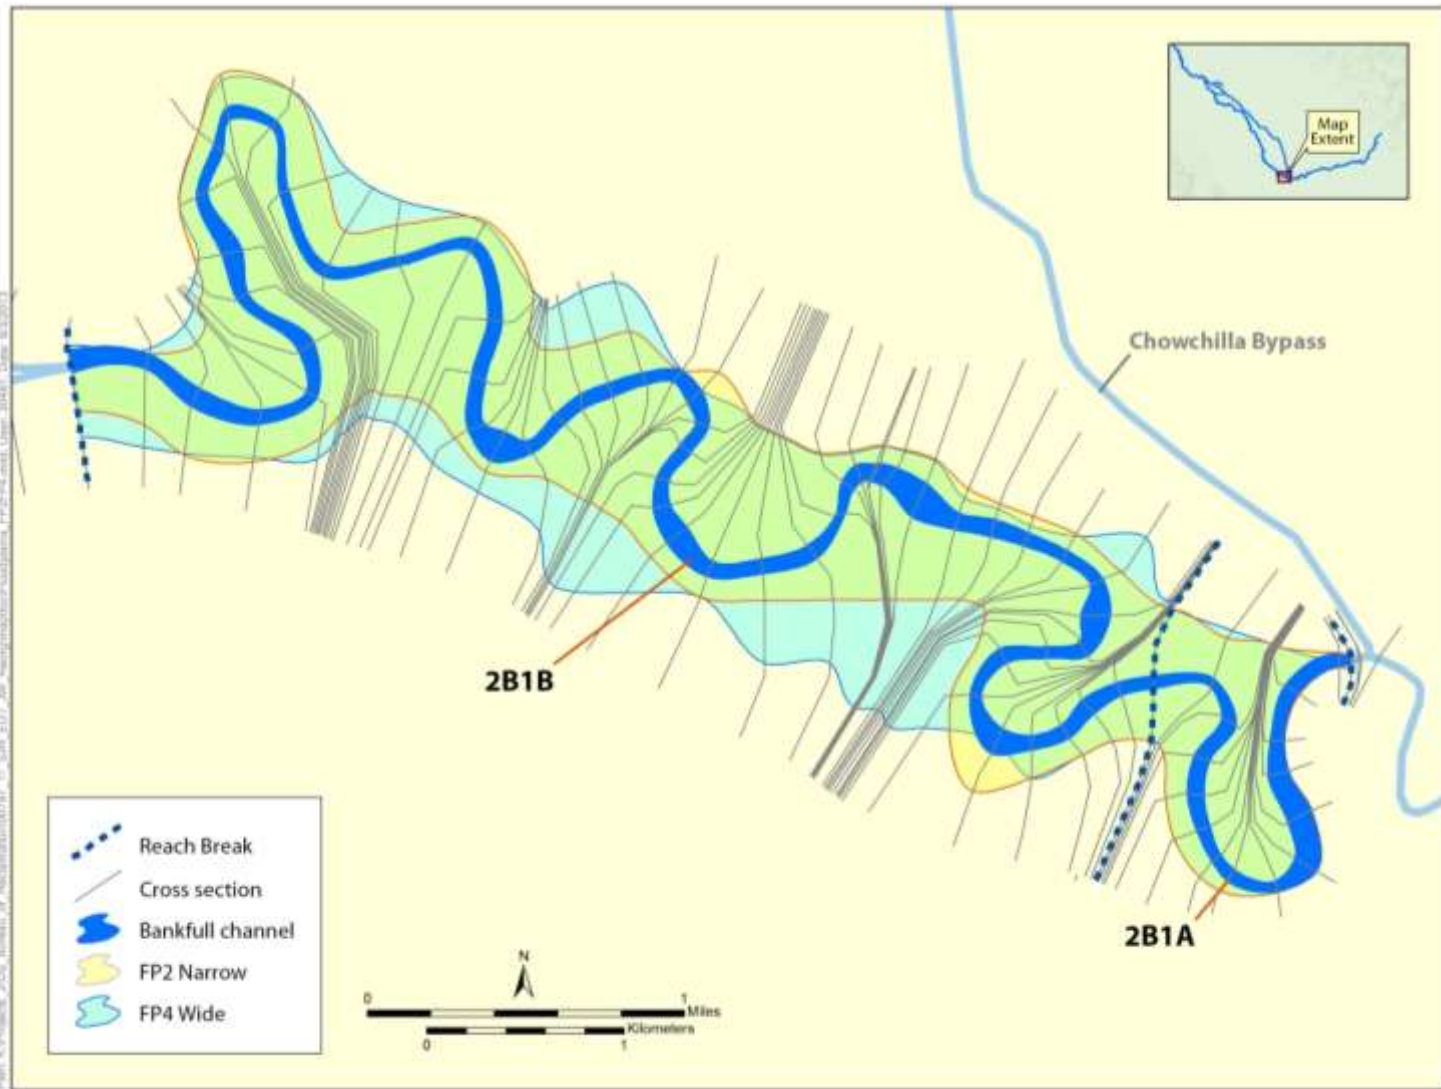 Map
Extent
Chowchilla Bypass
2B1B
2B1A
Reach Break
Cross section
Bankfull channel
FP2 Narrow
FP4 Wide
N
0 1
Miles
Kilometers
0 1